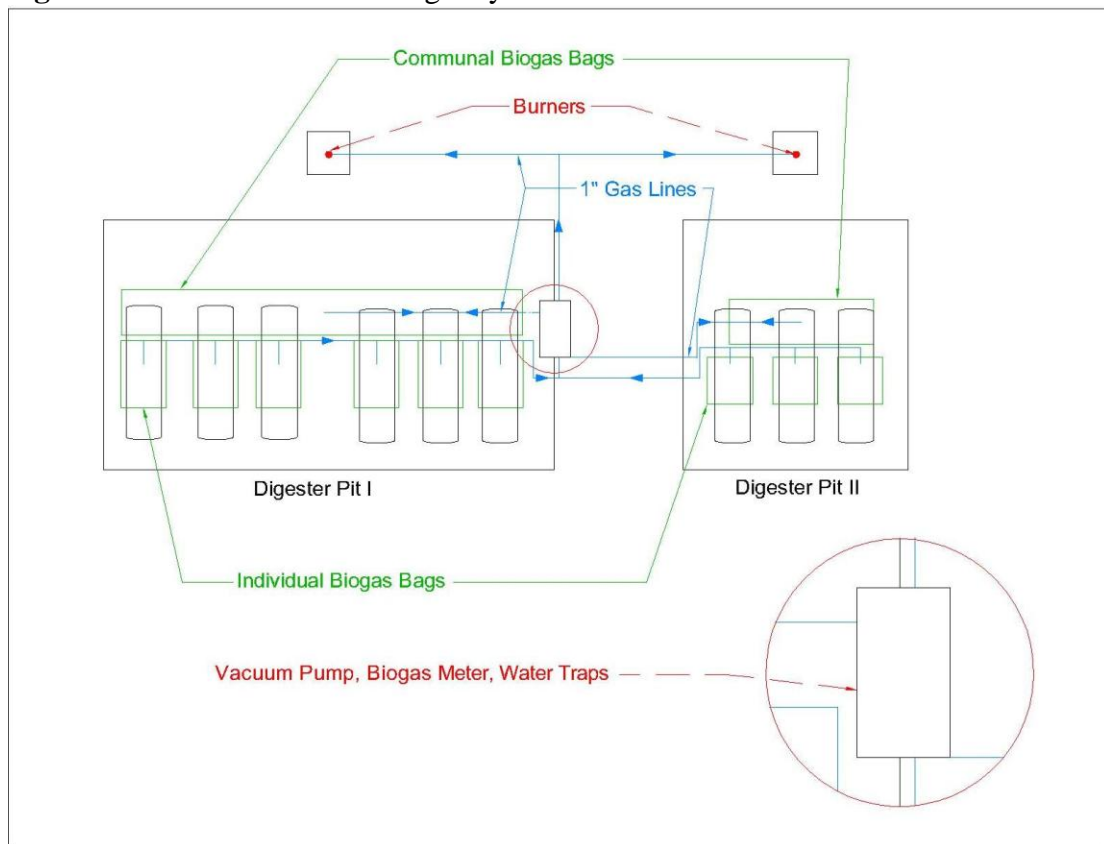 Communal Biogas Bags
Burners
1" Gas Lines
Digester Pit I
Digester Pit II
Individual Biogas Bags
Vacuum Pump, Biogas Meter, Water Traps